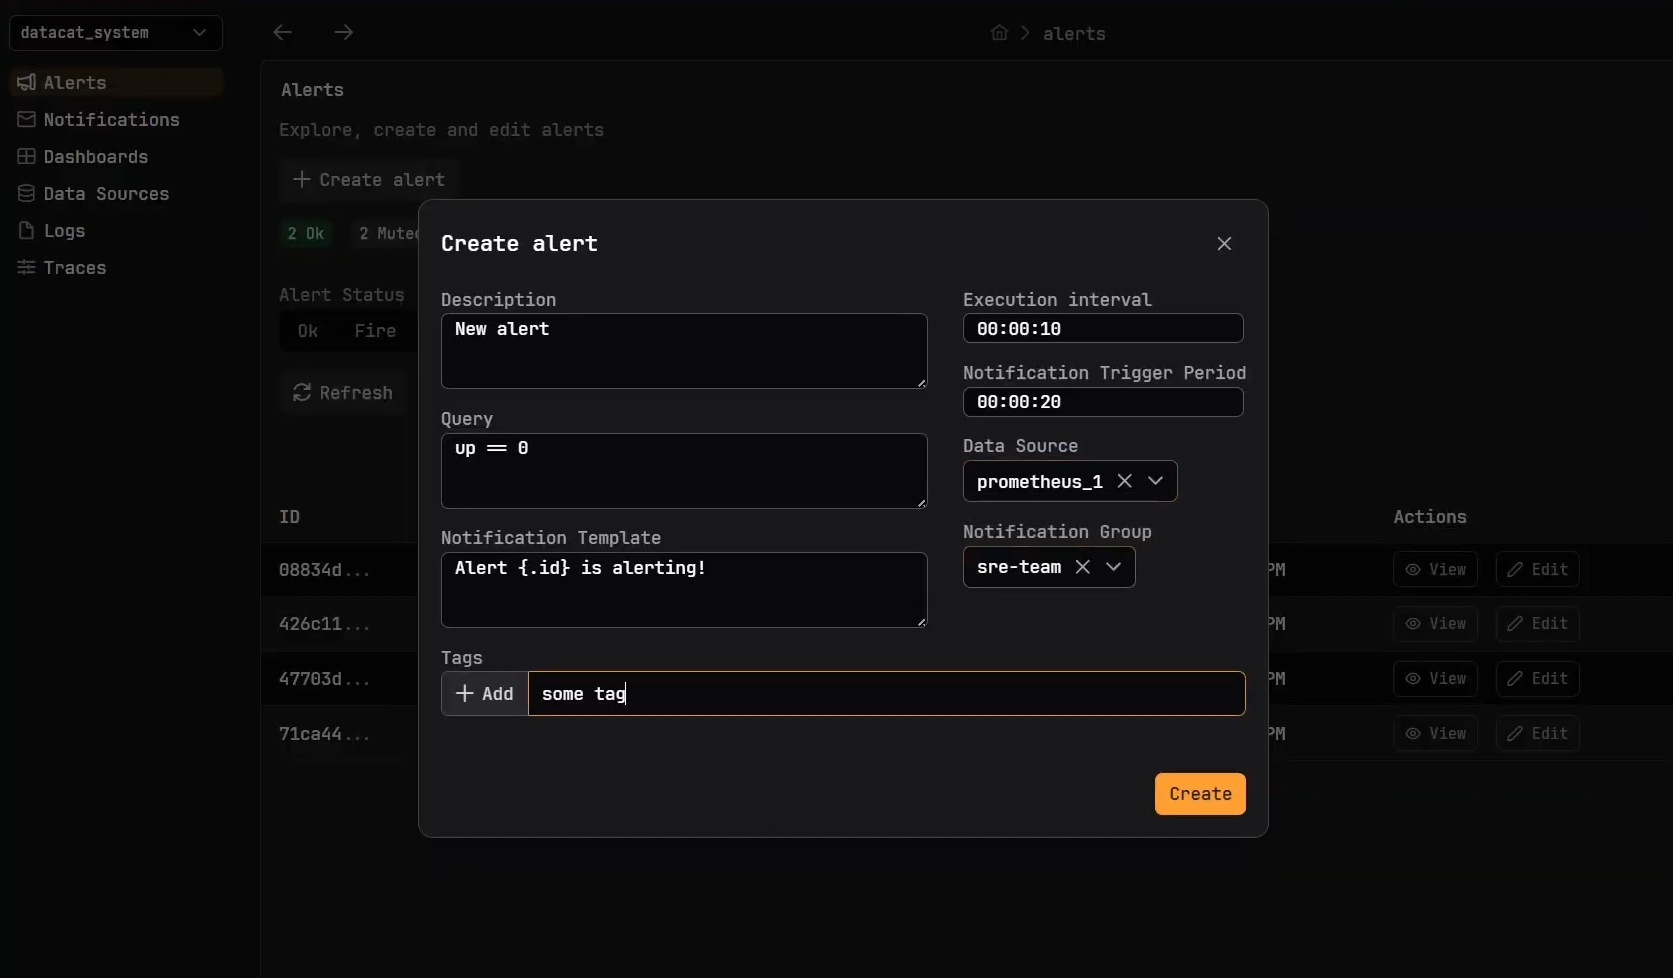 datacat_system
alerts
Alerts
Notifications
Dashboards
Data Sources
Logs
Traces
Alerts
Explore, create and edit alerts
Create alert
2 Ok
2
Alert Status
Ok Fire
Refresh
ID
Actions
08834d... PM View Edit
426c11... PM View Edit
47703d... PM View Edit
71ca44... PM View Edit
Create alert
Description
New alert
Query
up == 0
Notification Template
Alert {.id} is alerting!
Execution interval
00:00:10
Notification Trigger Period
00:00:20
Data Source
prometheus_1
Notification Group
sre-team
Tags
Add some tag
Create